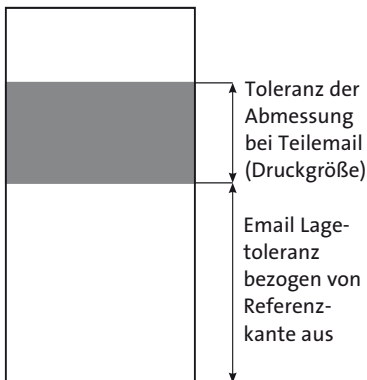 Toleranz der
Abmessung
bei Teilemail
(Druckgröße)
Email Lage-
toleranz
bezogen von
Referenz-
kante aus